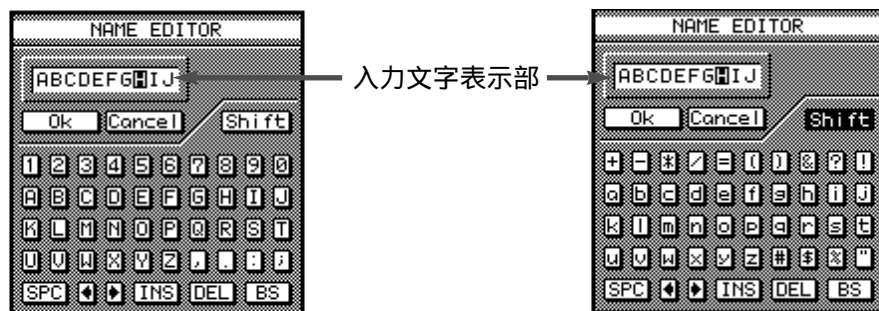 NAME EDITOR
ABCDEFGHIJ
Ok Cancel Shift
1 2 3 4 5 6 7 8 9 0
A B C D E F G H I J
K L M N O P Q R S T
U V W X Y Z , . : ;
SPC INS DEL BS
入力文字表示部
NAME EDITOR
ABCDEFGHIJ
Ok Cancel Shift
+ - * / = ( ) & ? !
a b c d e f g h i j
k l m n o p q r s t
u v w x y z # $ % "
SPC INS DEL BS